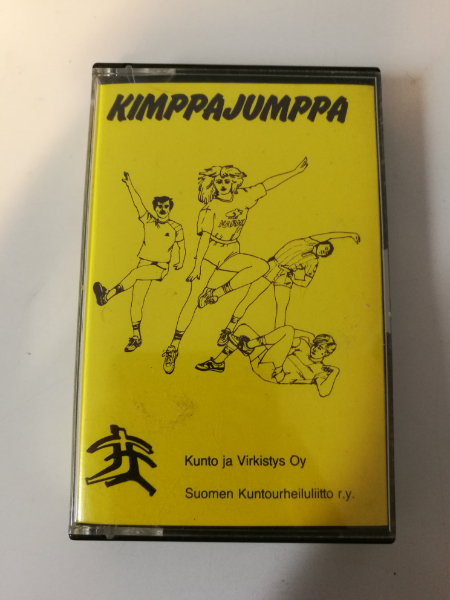 KIMPPAJUMPPA
Kunto ja Virkistys Oy
Suomen Kuntourheiluliitto r.y.